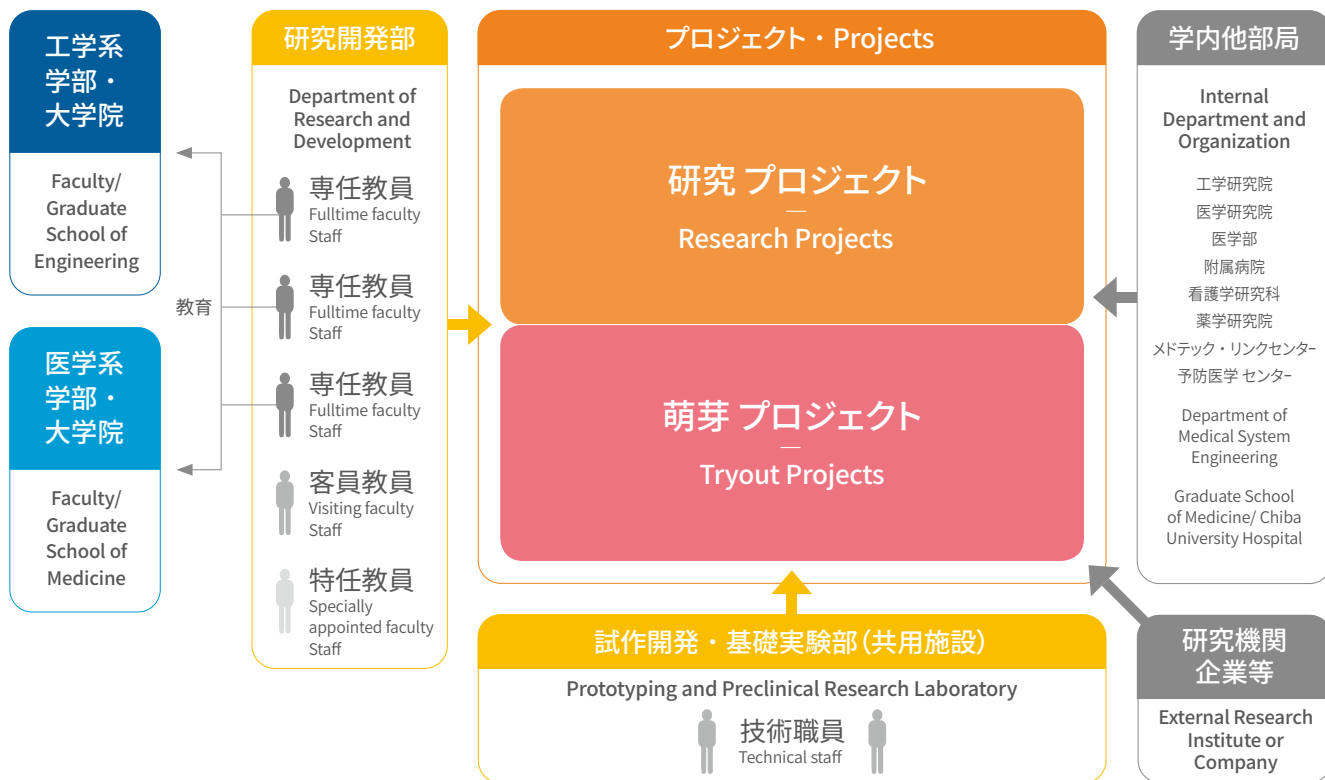 工学系
学部・
大学院
Faculty/
Graduate
School of
Engineering
医学系
学部・
大学院
Faculty/
Graduate
School of
Medicine
教育
研究開発部
Department of
Research and
Development
専任教員
Fulltime faculty
Staff
専任教員
Fulltime faculty
Staff
専任教員
Fulltime faculty
Staff
客員教員
Visiting faculty
Staff
特任教員
Specially
appointed faculty
Staff
プロジェクト・Projects
研究 プロジェクト
Research Projects
萌芽 プロジェクト
Tryout Projects
試作開発・基礎実験部(共用施設)
Prototyping and Preclinical Research Laboratory
技術職員
Technical staff
学内他部局
Internal
Department and
Organization
工学研究院
医学研究院
医学部
附属病院
看護学研究科
薬学研究院
メドテック・リンクセンター
予防医学 センター
Department of
Medical System
Engineering
Graduate School
of Medicine/ Chiba
University Hospital
研究機関
企業等
External Research
Institute or
Company